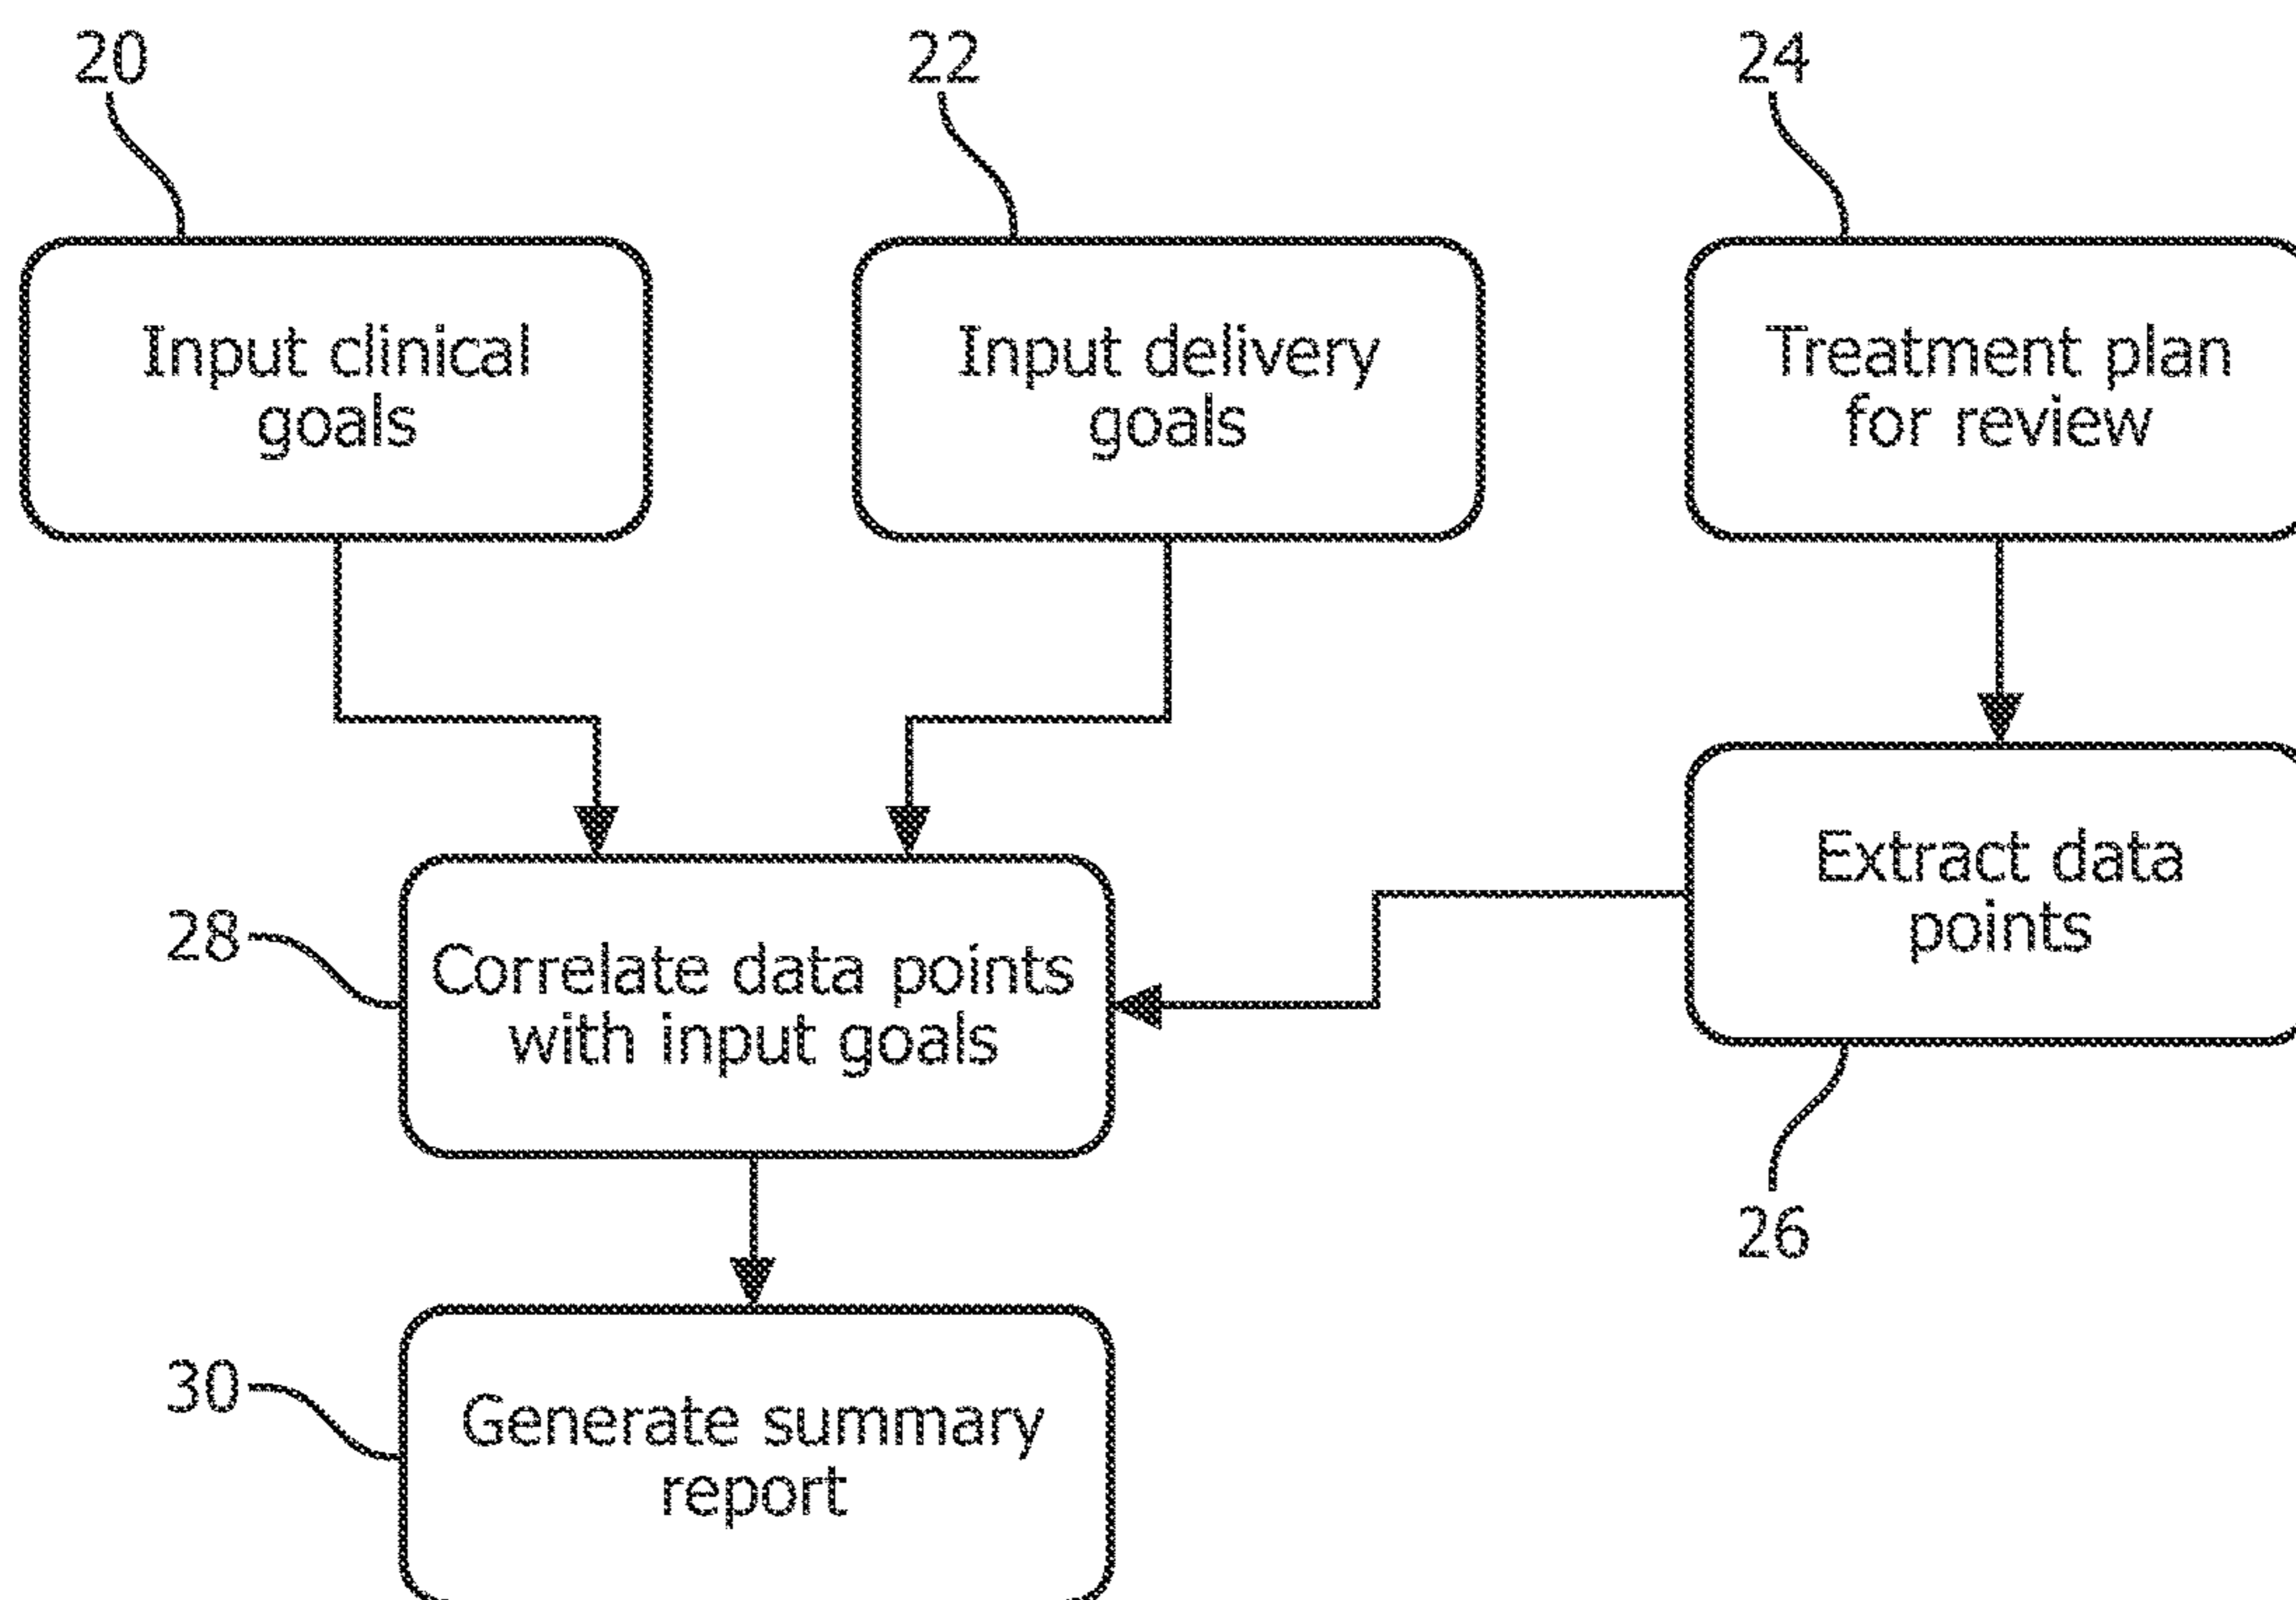 20
22
24
Input clinical
goals
Input delivery
goals
Treatment plan
for review
Extract data
points
28
Correlate data points
with input goals
26
30
Generate summary
report